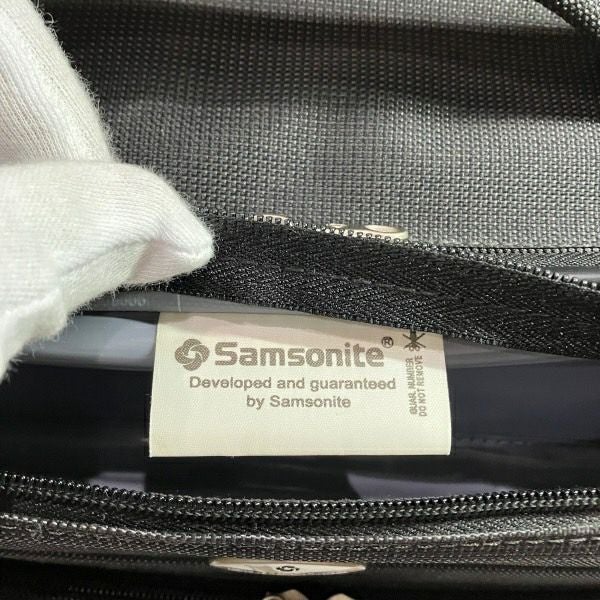 Samsonite®
Developed and guaranteed
by Samsonite
GUAR. NUMBER
DO NOT REMOVE